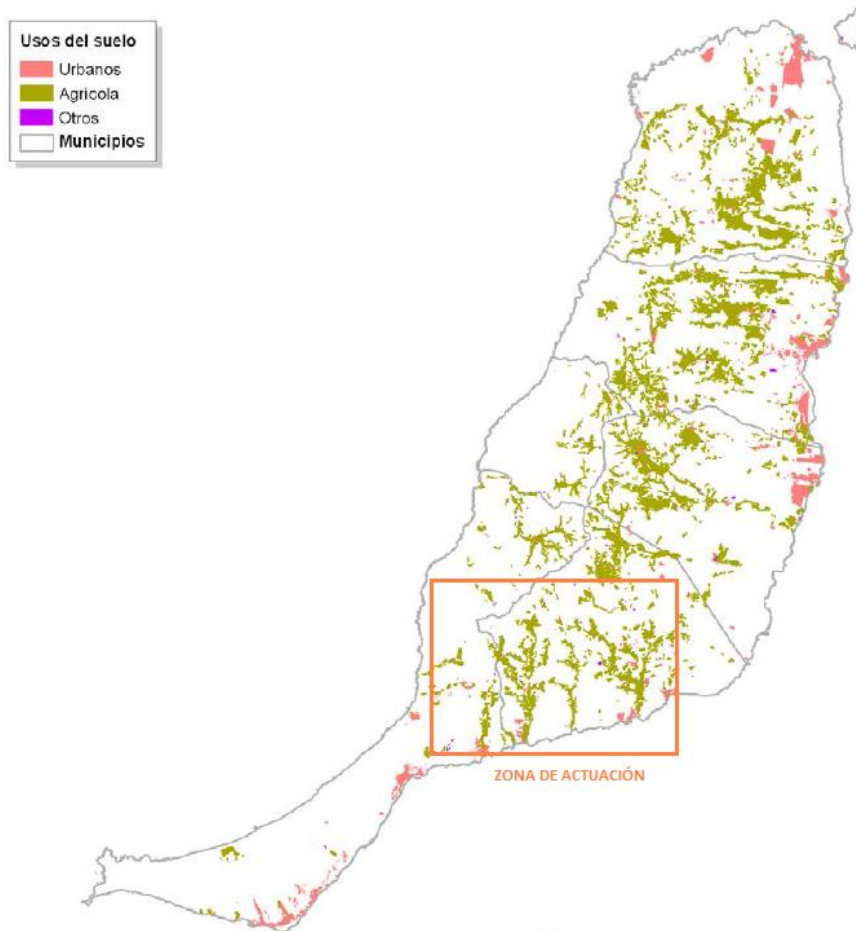 Usos del suelo
Urbanos
Agricola
Otros
Municipios
ZONA DE ACTUACIÓN